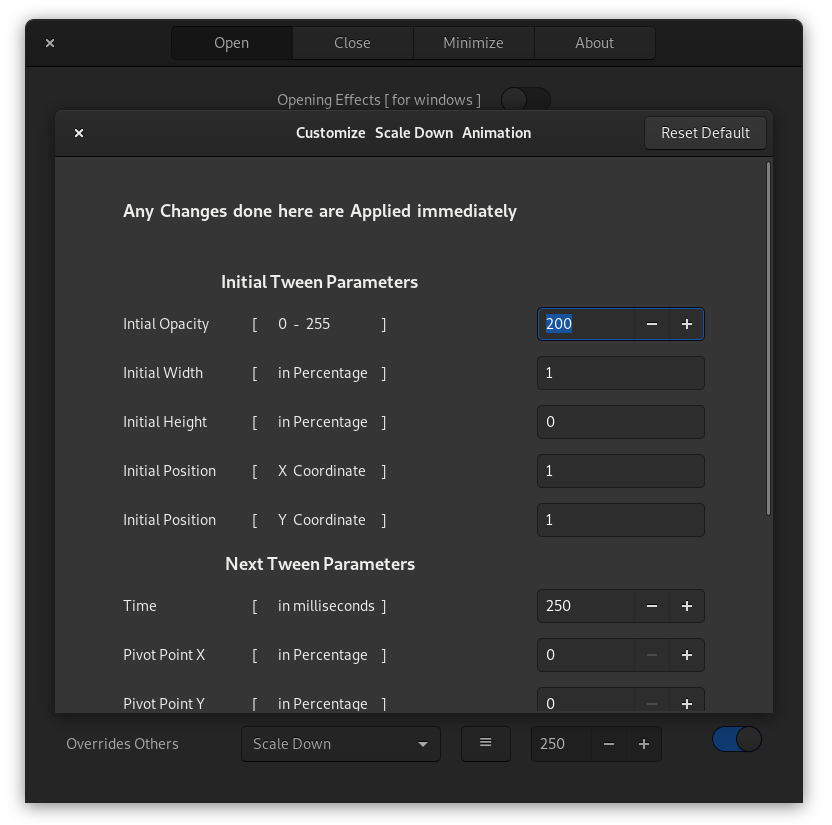 Open Close Minimize About
Opening Effects [ for windows ]
Customize Scale Down Animation Reset Default
Any Changes done here are Applied immediately
Initial Tween Parameters
Intial Opacity [ 0 - 255 ] 200 − +
Initial Width [ in Percentage ] 1
Initial Height [ in Percentage ] 0
Initial Position [ X Coordinate ] 1
Initial Position [ Y Coordinate ] 1
Next Tween Parameters
Time [ in milliseconds ] 250 − +
Pivot Point X [ in Percentage ] 0 − +
Pivot Point Y [ in Percentage ] 0 − +
Overrides Others Scale Down 250 − +